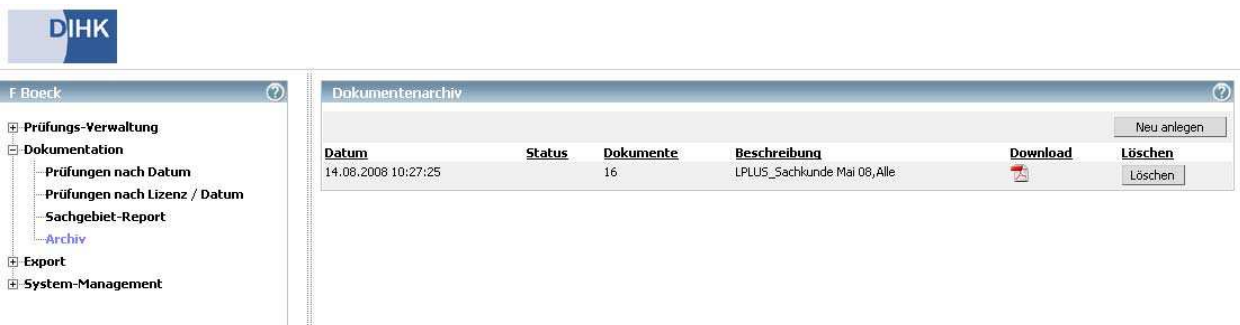 DIHK
F Boeck
Prüfungs-Verwaltung
Dokumentation
Prüfungen nach Datum
Prüfungen nach Lizenz / Datum
Sachgebiet-Report
Archiv
Export
System-Management
Dokumentenarchiv
Neu anlegen
Datum Status Dokumente Beschreibung Download Löschen
14.08.2008 10:27:25 16 LPLUS_Sachkunde Mai 08,Alle Löschen